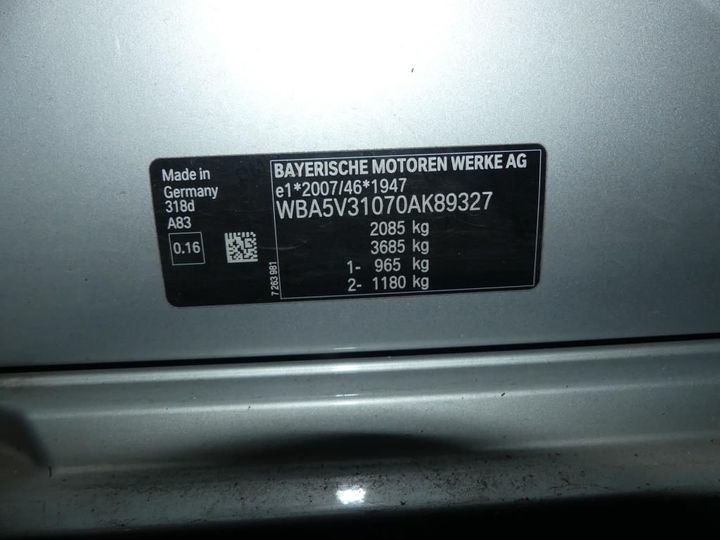 Made in
Germany
318d
A83
0.16
7 263 981
BAYERISCHE MOTOREN WERKE AG
e1*2007/46*1947
WBA5V31070AK89327
2085 kg
3685 kg
1- 965 kg
2- 1180 kg